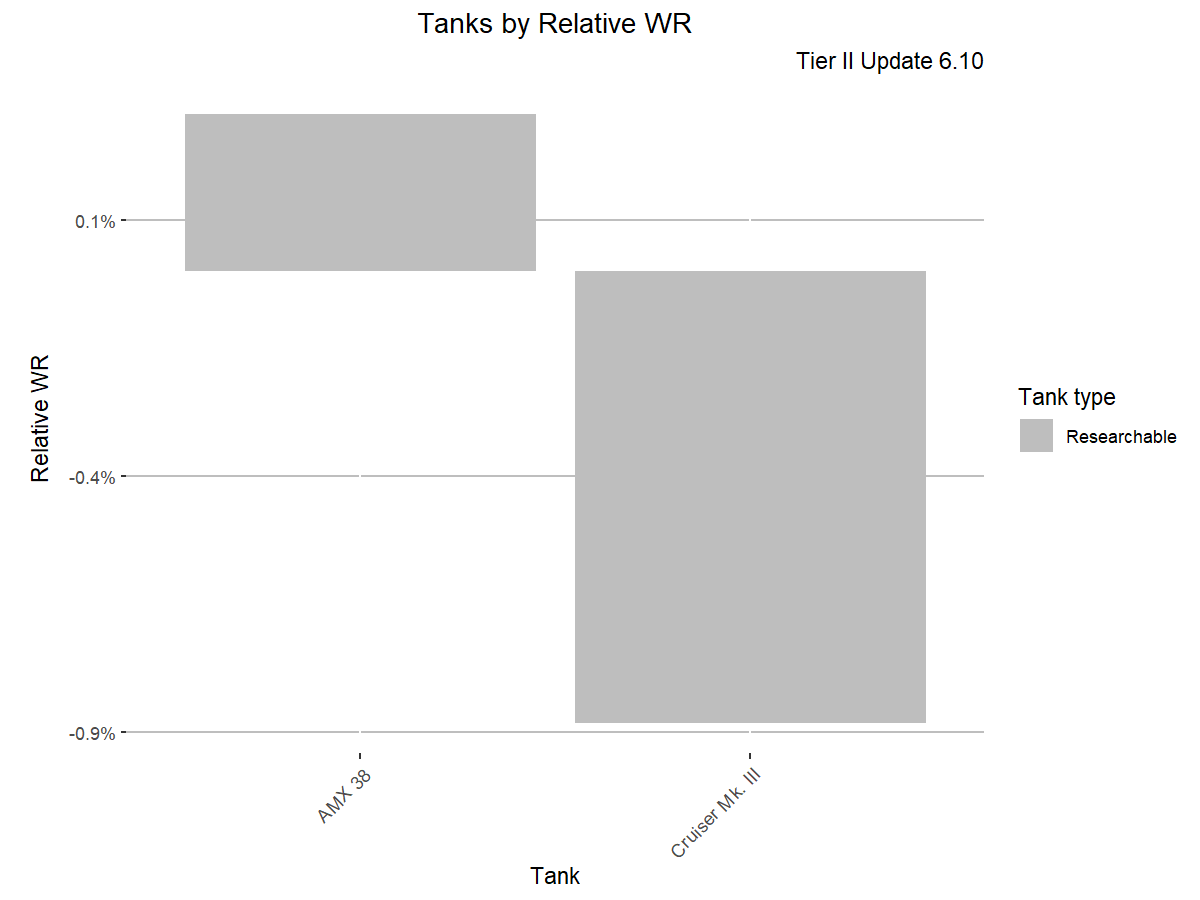 Tanks by Relative WR
Tier II Update 6.10
0.1%
-0.4%
-0.9%
Relative WR
AMX 38
Cruiser Mk. III
Tank
Tank type
Researchable